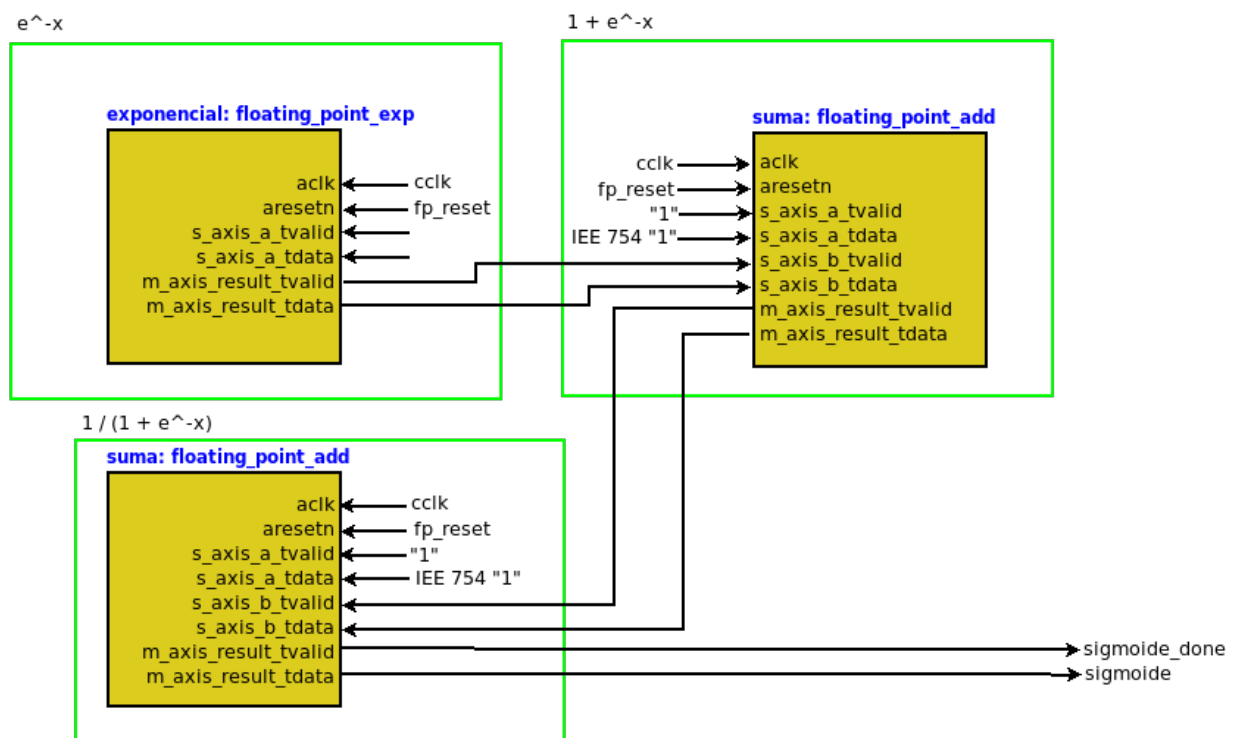 e^-x
exponencial: floating_point_exp
aclk
cclk
aresetn
fp_reset
s_axis_a_tvalid
s_axis_a_tdata
m_axis_result_tvalid
m_axis_result_tdata
1 + e^-x
suma: floating_point_add
cclk
aclk
fp_reset
aresetn
"1"
s_axis_a_tvalid
IEE 754 "1"
s_axis_a_tdata
s_axis_b_tvalid
s_axis_b_tdata
m_axis_result_tvalid
m_axis_result_tdata
1 / (1 + e^-x)
suma: floating_point_add
aclk
cclk
aresetn
fp_reset
s_axis_a_tvalid
"1"
s_axis_a_tdata
IEE 754 "1"
s_axis_b_tvalid
s_axis_b_tdata
m_axis_result_tvalid
m_axis_result_tdata
sigmoide_done
sigmoide